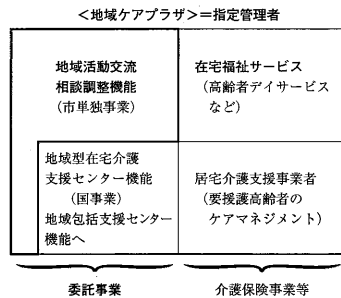 ＜地域ケアプラザ＞＝指定管理者
地域活動交流
相談調整機能
（市単独事業）
在宅福祉サービス
（高齢者デイサービス
など）
地域型在宅介護
支援センター機能
（国事業）
地域包括支援センター
機能へ
居宅介護支援事業者
（要援護高齢者の
ケアマネジメント）
委託事業
介護保険事業等